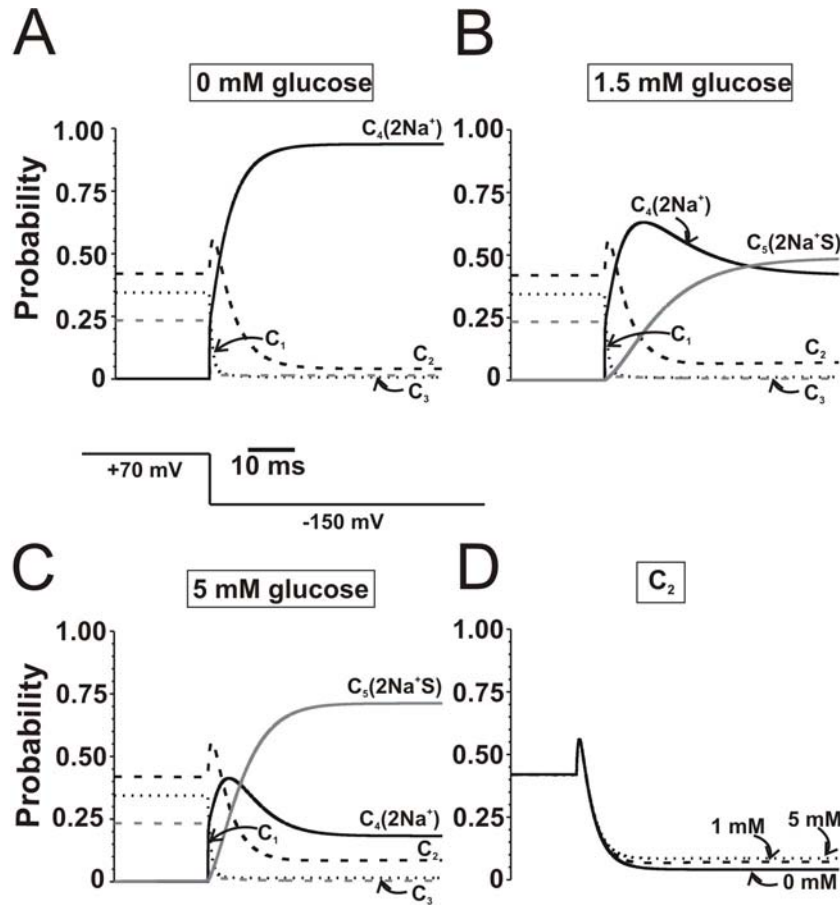 A
0 mM glucose
Probability
1.00
0.75
0.50
0.25
0
C₄(2Na⁺)
C₁
C₂
C₃
B
1.5 mM glucose
1.00
0.75
0.50
0.25
0
C₄(2Na⁺)
C₅(2Na⁺S)
C₁
C₂
C₃
+70 mV
10 ms
-150 mV
C
5 mM glucose
Probability
1.00
0.75
0.50
0.25
0
C₅(2Na⁺S)
C₄(2Na⁺)
C₁
C₂
C₃
D
C₂
1.00
0.75
0.50
0.25
0
1 mM
5 mM
0 mM